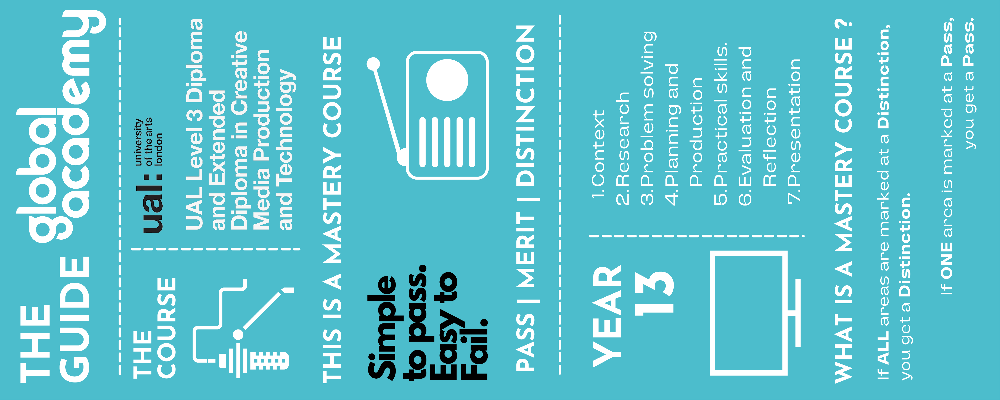 THE
GUIDE
global
academy
THE
COURSE
ual:
university
of the arts
london
UAL Level 3 Diploma
and Extended
Diploma in Creative
Media Production
and Technology
THIS IS A MASTERY COURSE
Simple
to pass.
Easy to
Fail.
PASS | MERIT | DISTINCTION
YEAR
13
1.Context
2.Research
3.Problem solving
4.Planning and
Production
5.Practical skills.
6.Evaluation and
Reflection
7.Presentation
WHAT IS A MASTERY COURSE ?
If ALL areas are marked at a Distinction,
you get a Distinction.
If ONE area is marked at a Pass,
you get a Pass.